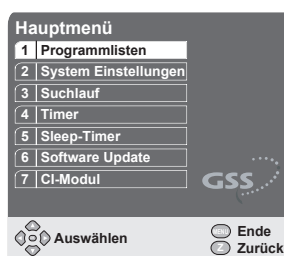 Hauptmenü
1 Programmlisten
2 System Einstellungen
3 Suchlauf
4 Timer
5 Sleep-Timer
6 Software Update
7 CI-Modul
GSS
Auswählen
MENU Ende
Z Zurück